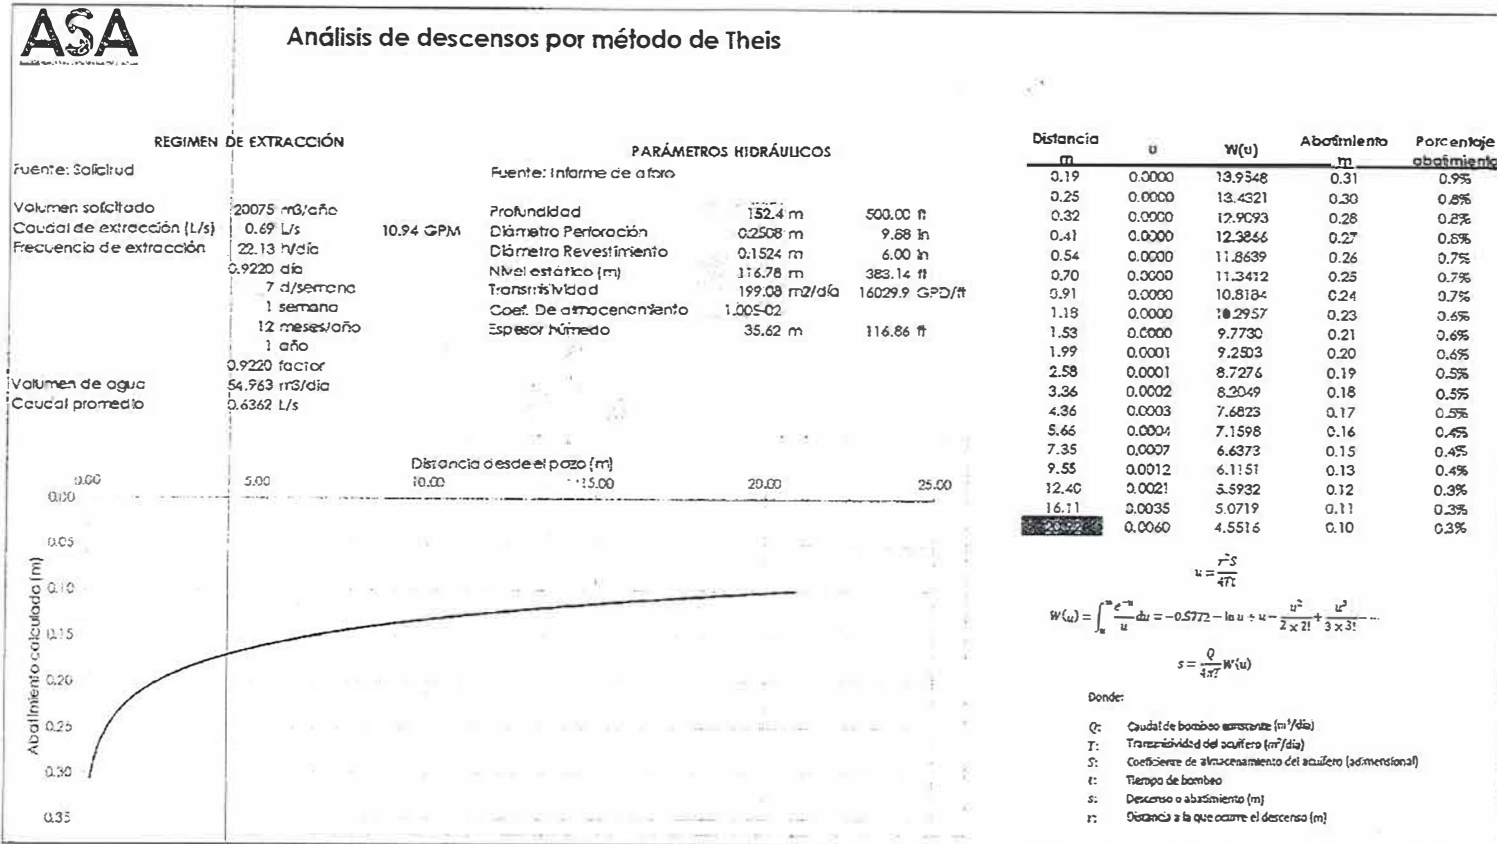 ASA
Análisis de descensos por método de Theis
REGIMEN DE EXTRACCIÓN
Fuente: Solicitud
Volumen solicitado 20075 m3/año
Caudal de extracción (L/s) 0.69 L/s 10.94 GPM
Frecuencia de extracción 22.13 h/día
0.9220 día
7 d/semana
1 semana
12 meses/año
1 año
0.9220 factor
Volumen de agua 54.963 m3/día
Caudal promedio 0.6362 L/s
PARÁMETROS HIDRÁULICOS
Fuente: Informe de aforo
Profundidad 152.4 m 500.00 ft
Diámetro Perforación 0.2508 m 9.88 in
Diámetro Revestimiento 0.1524 m 6.00 in
Nivel estático (m) 116.78 m 383.14 ft
Transmisividad 199.08 m2/día 16029.9 GPD/ft
Coef. De almacenamiento 1.00E-02
Espesor húmedo 35.62 m 116.86 ft
Distancia m u W(u) Abatimiento m Porcentaje abatimiento
0.19 0.0000 13.9548 0.31 0.9%
0.25 0.0000 13.4321 0.30 0.8%
0.32 0.0000 12.9093 0.28 0.8%
0.41 0.0000 12.3866 0.27 0.8%
0.54 0.0000 11.8639 0.26 0.7%
0.70 0.0000 11.3412 0.25 0.7%
0.91 0.0000 10.8184 0.24 0.7%
1.18 0.0000 10.2957 0.23 0.6%
1.53 0.0000 9.7730 0.21 0.6%
1.99 0.0001 9.2503 0.20 0.6%
2.58 0.0001 8.7276 0.19 0.5%
3.36 0.0002 8.2049 0.18 0.5%
4.36 0.0003 7.6823 0.17 0.5%
5.66 0.0004 7.1598 0.16 0.4%
7.35 0.0007 6.6373 0.15 0.4%
9.55 0.0012 6.1151 0.13 0.4%
12.40 0.0021 5.5932 0.12 0.3%
16.11 0.0035 5.0719 0.11 0.3%
20.92 0.0060 4.5516 0.10 0.3%
Distancia desde el pozo (m)
0.00 5.00 10.00 15.00 20.00 25.00
Abatimiento calculado (m)
0.00
0.05
0.10
0.15
0.20
0.25
0.30
0.35
u = r²S / 4Tt
W(u) = ∫ᵤ^∞ e⁻ᵘ/u du = −0.5772 − ln u + u − u²/(2 × 2!) + u³/(3 × 3!) − ...
s = Q/4πT W(u)
Donde:
Q: Caudal de bombeo constante (m³/día)
T: Transmisividad del acuífero (m²/día)
S: Coeficiente de almacenamiento del acuífero (adimensional)
t: Tiempo de bombeo
s: Descenso o abatimiento (m)
r: Distancia a la que ocurre el descenso (m)